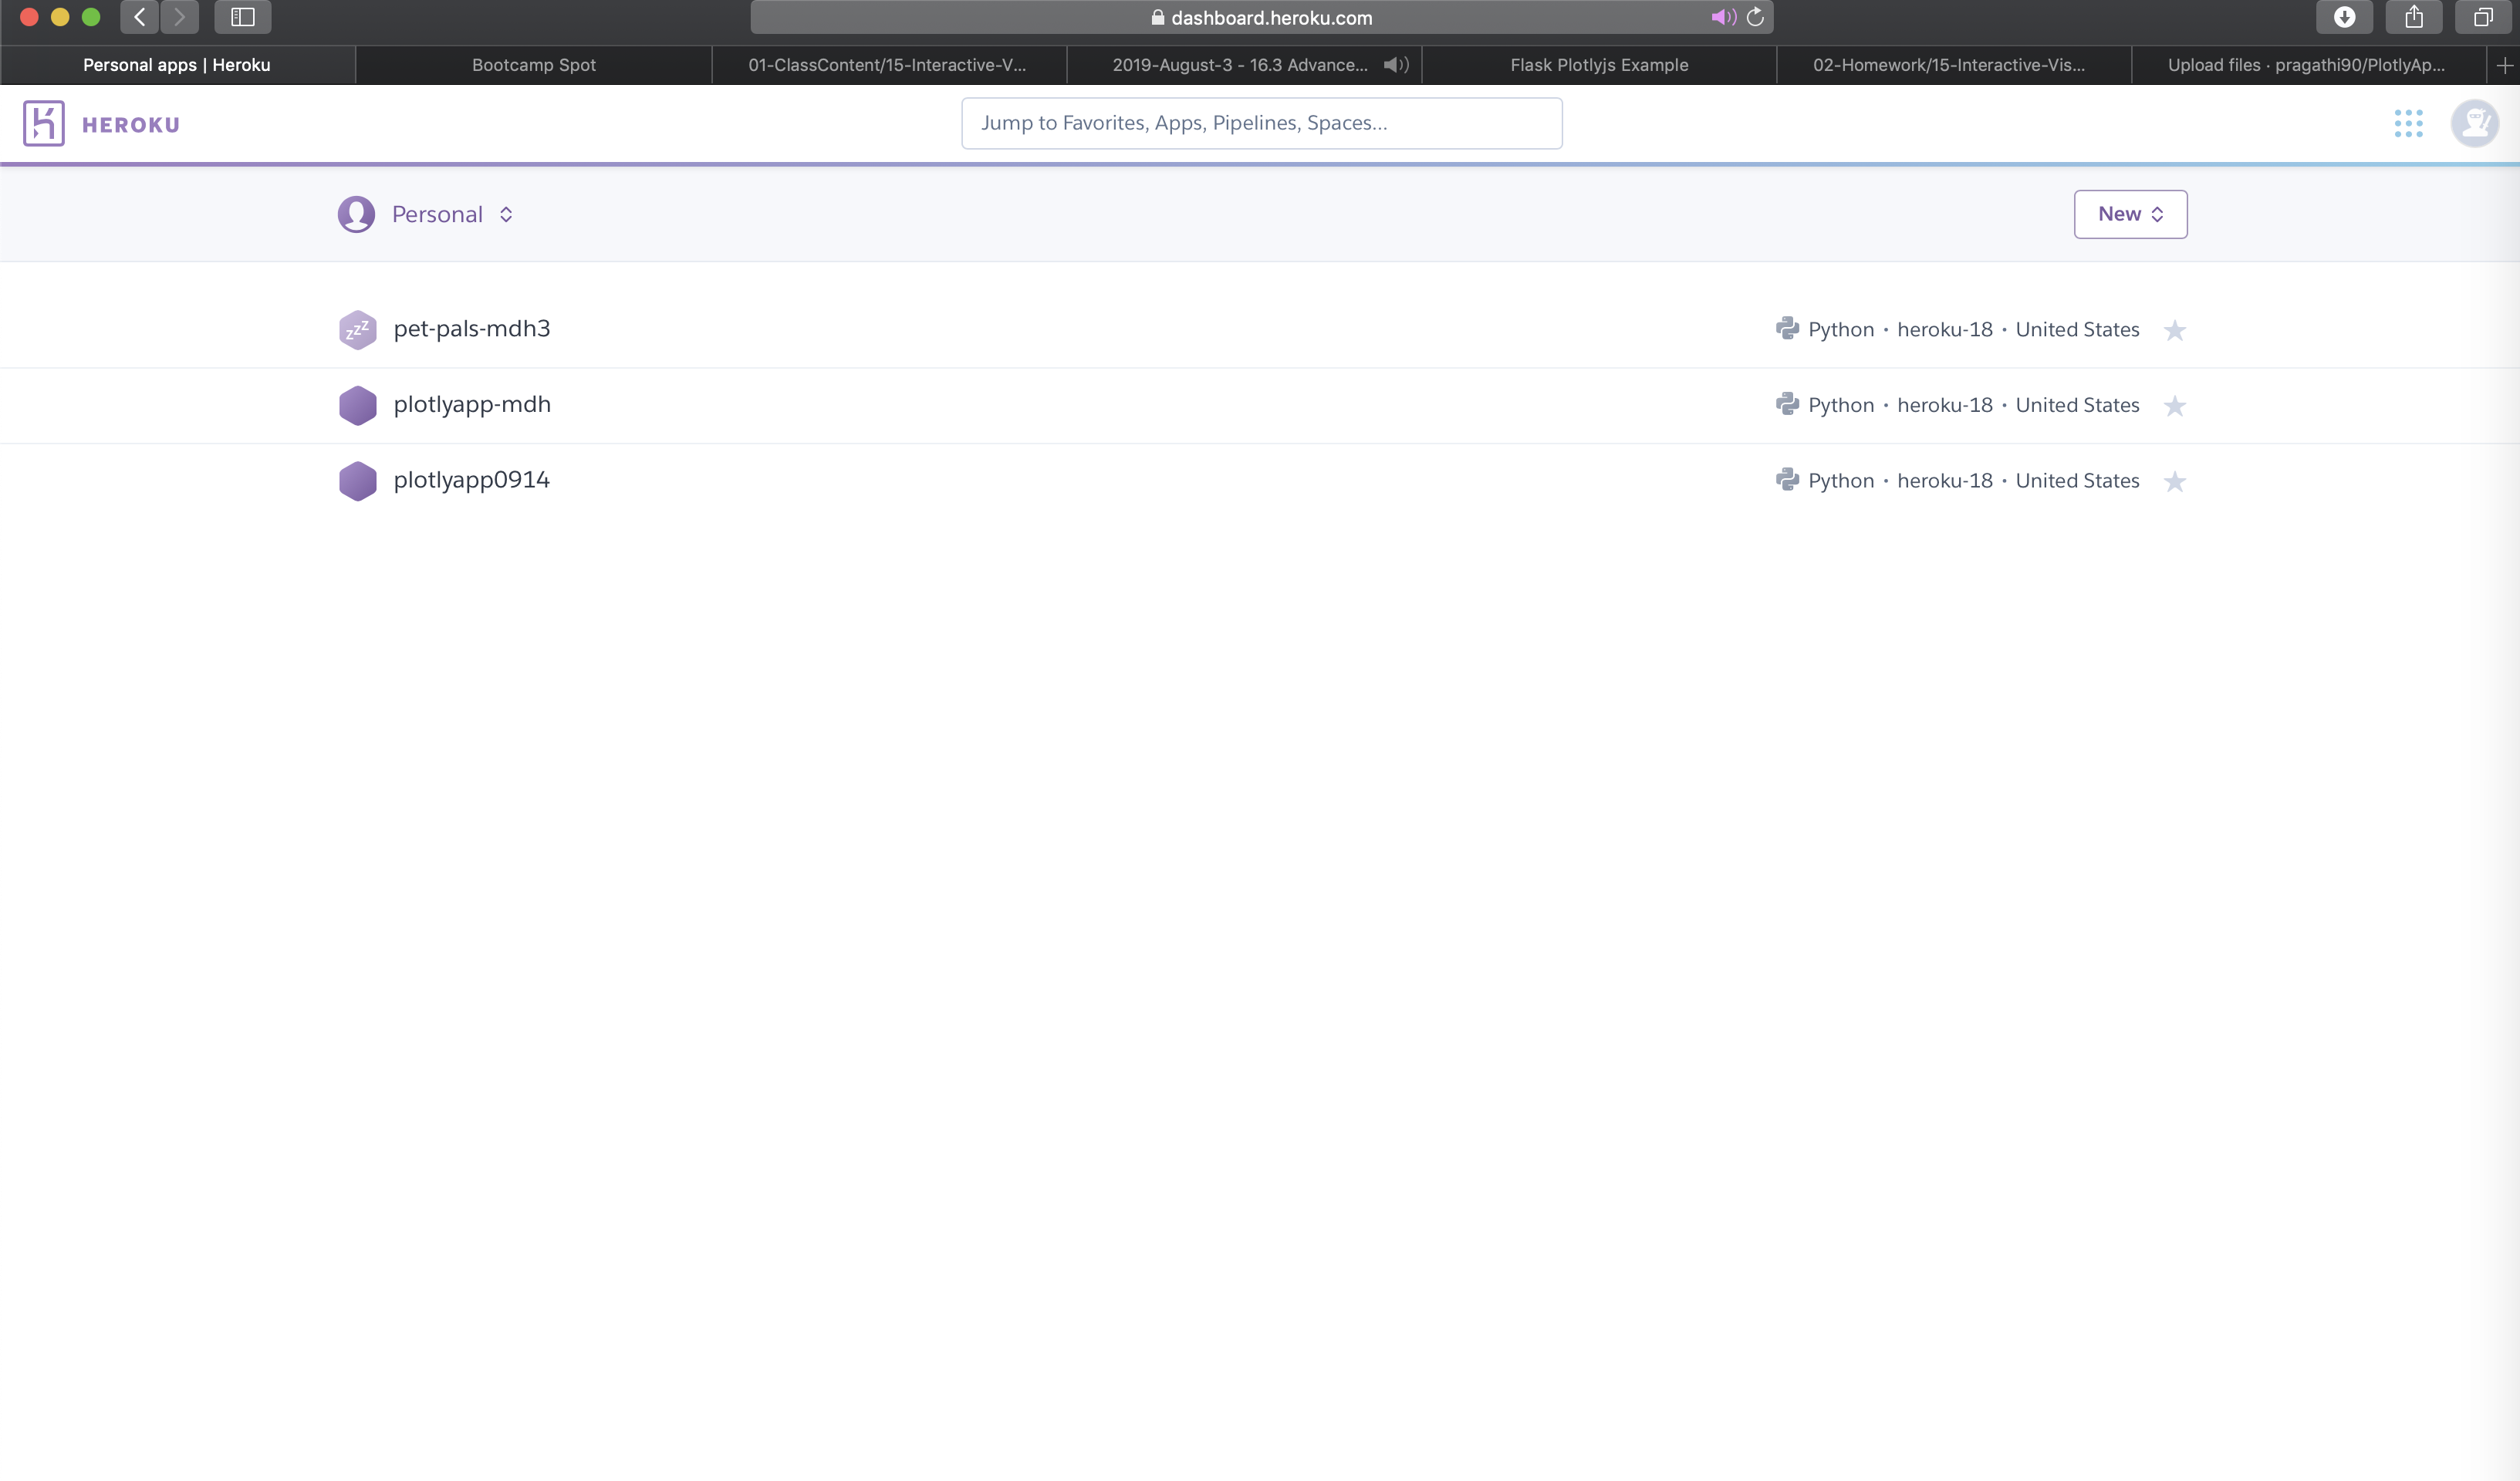 dashboard.heroku.com
Personal apps | Heroku
Bootcamp Spot
01-ClassContent/15-Interactive-V...
2019-August-3 - 16.3 Advance...
Flask Plotlyjs Example
02-Homework/15-Interactive-Vis...
Upload files · pragathi90/PlotlyAp...
HEROKU
Jump to Favorites, Apps, Pipelines, Spaces...
Personal
New
zzz
pet-pals-mdh3
Python · heroku-18 · United States
plotlyapp-mdh
Python · heroku-18 · United States
plotlyapp0914
Python · heroku-18 · United States